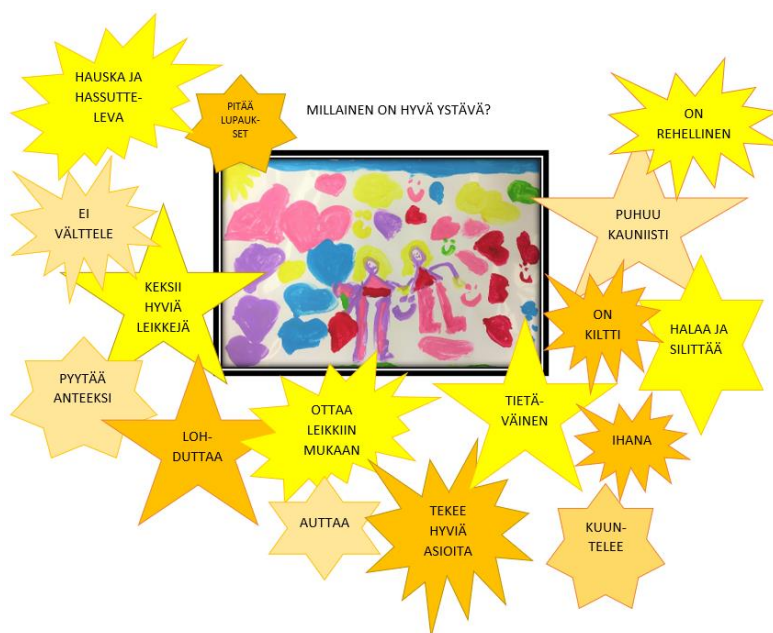 MILLAINEN ON HYVÄ YSTÄVÄ?
HAUSKA JA
HASSUTTE-
LEVA
PITÄÄ
LUPAUK-
SET
ON
REHELLINEN
EI
VÄLTTELE
PUHUU
KAUNIISTI
KEKSII
HYVIÄ
LEIKKEJÄ
ON
KILTTI
HALAA JA
SILITTÄÄ
PYYTÄÄ
ANTEEKSI
LOH-
DUTTAA
OTTAA
LEIKKIIN
MUKAAN
TIETÄ-
VÄINEN
IHANA
AUTTAA
TEKEE
HYVIÄ
ASIOITA
KUUN-
TELEE